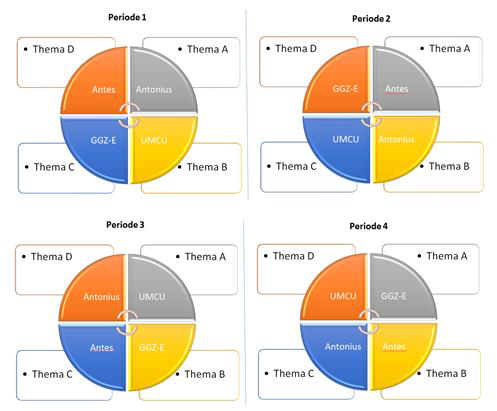 Periode 1
• Thema D
• Thema A
Antes
Antonius
GGZ-E
UMCU
• Thema C
• Thema B
Periode 2
• Thema D
• Thema A
GGZ-E
Antes
UMCU
Antonius
• Thema C
• Thema B
Periode 3
• Thema D
• Thema A
Antonius
UMCU
Antes
GGZ-E
• Thema C
• Thema B
Periode 4
• Thema D
• Thema A
UMCU
GGZ-E
Antonius
Antes
• Thema C
• Thema B